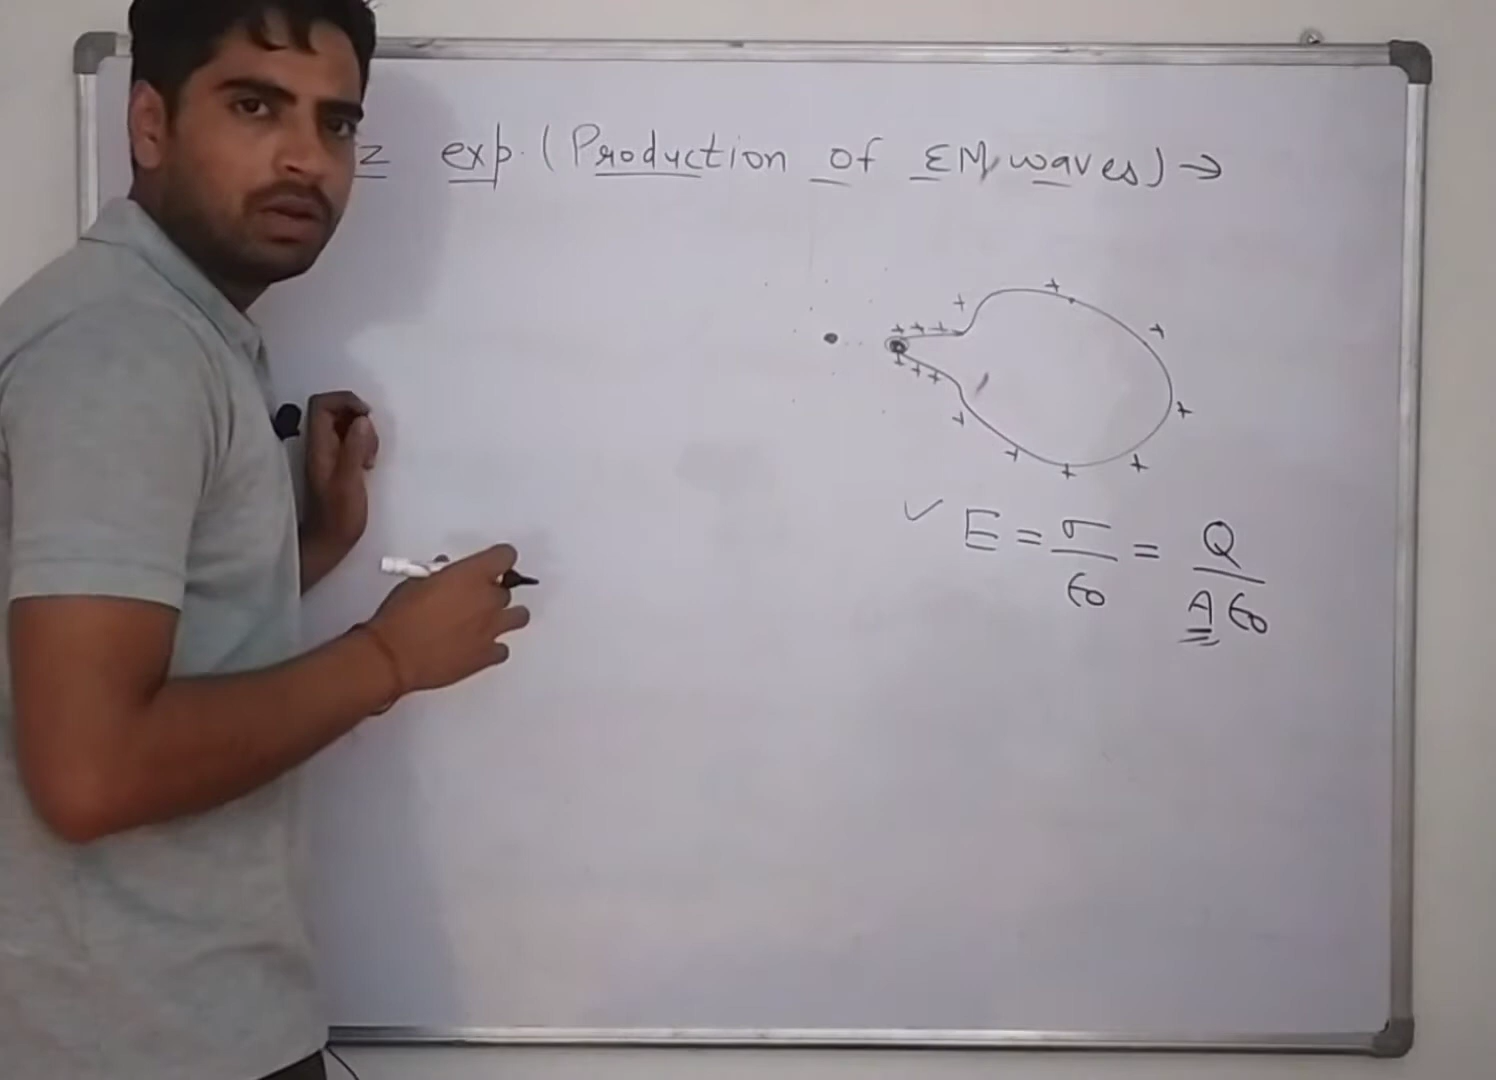 z exp. (Production of EM waves) →
+ + + + + +
+ + + + +
+ + + + +
✓ E = σ/ε₀ = Q/Aε₀